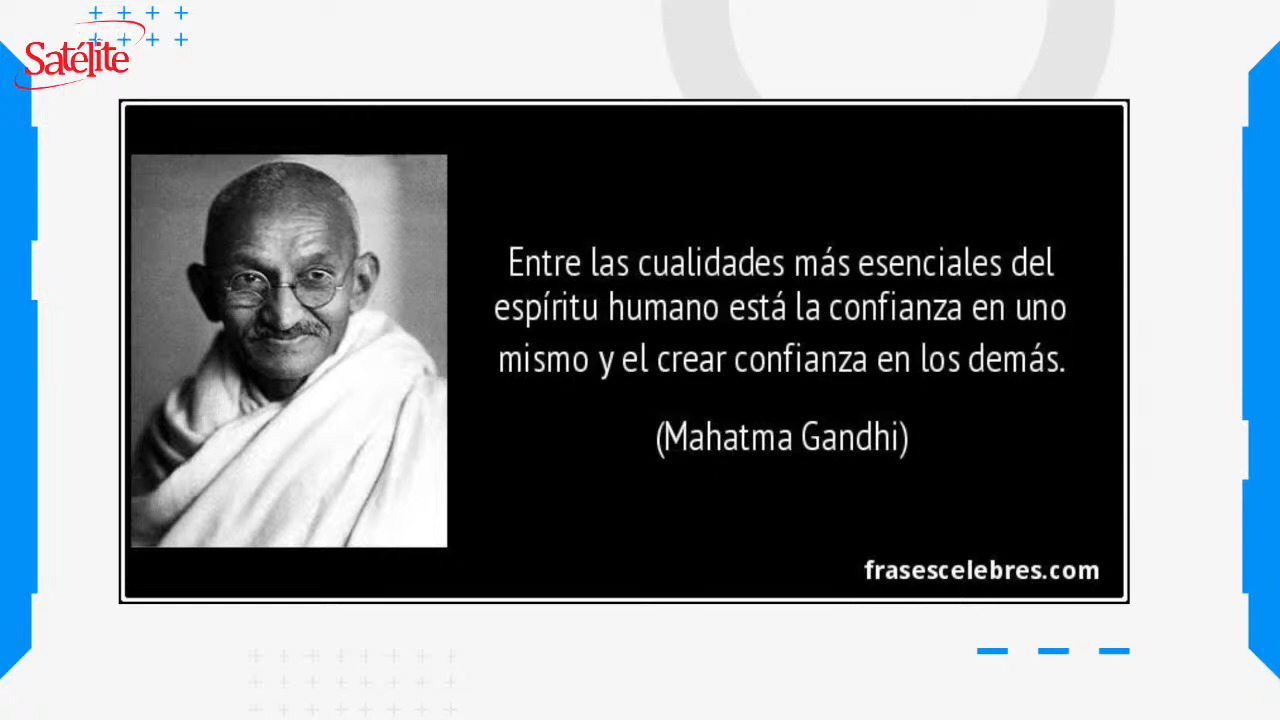 Satélite
Entre las cualidades más esenciales del
espíritu humano está la confianza en uno
mismo y el crear confianza en los demás.
(Mahatma Gandhi)
frasescelebres.com